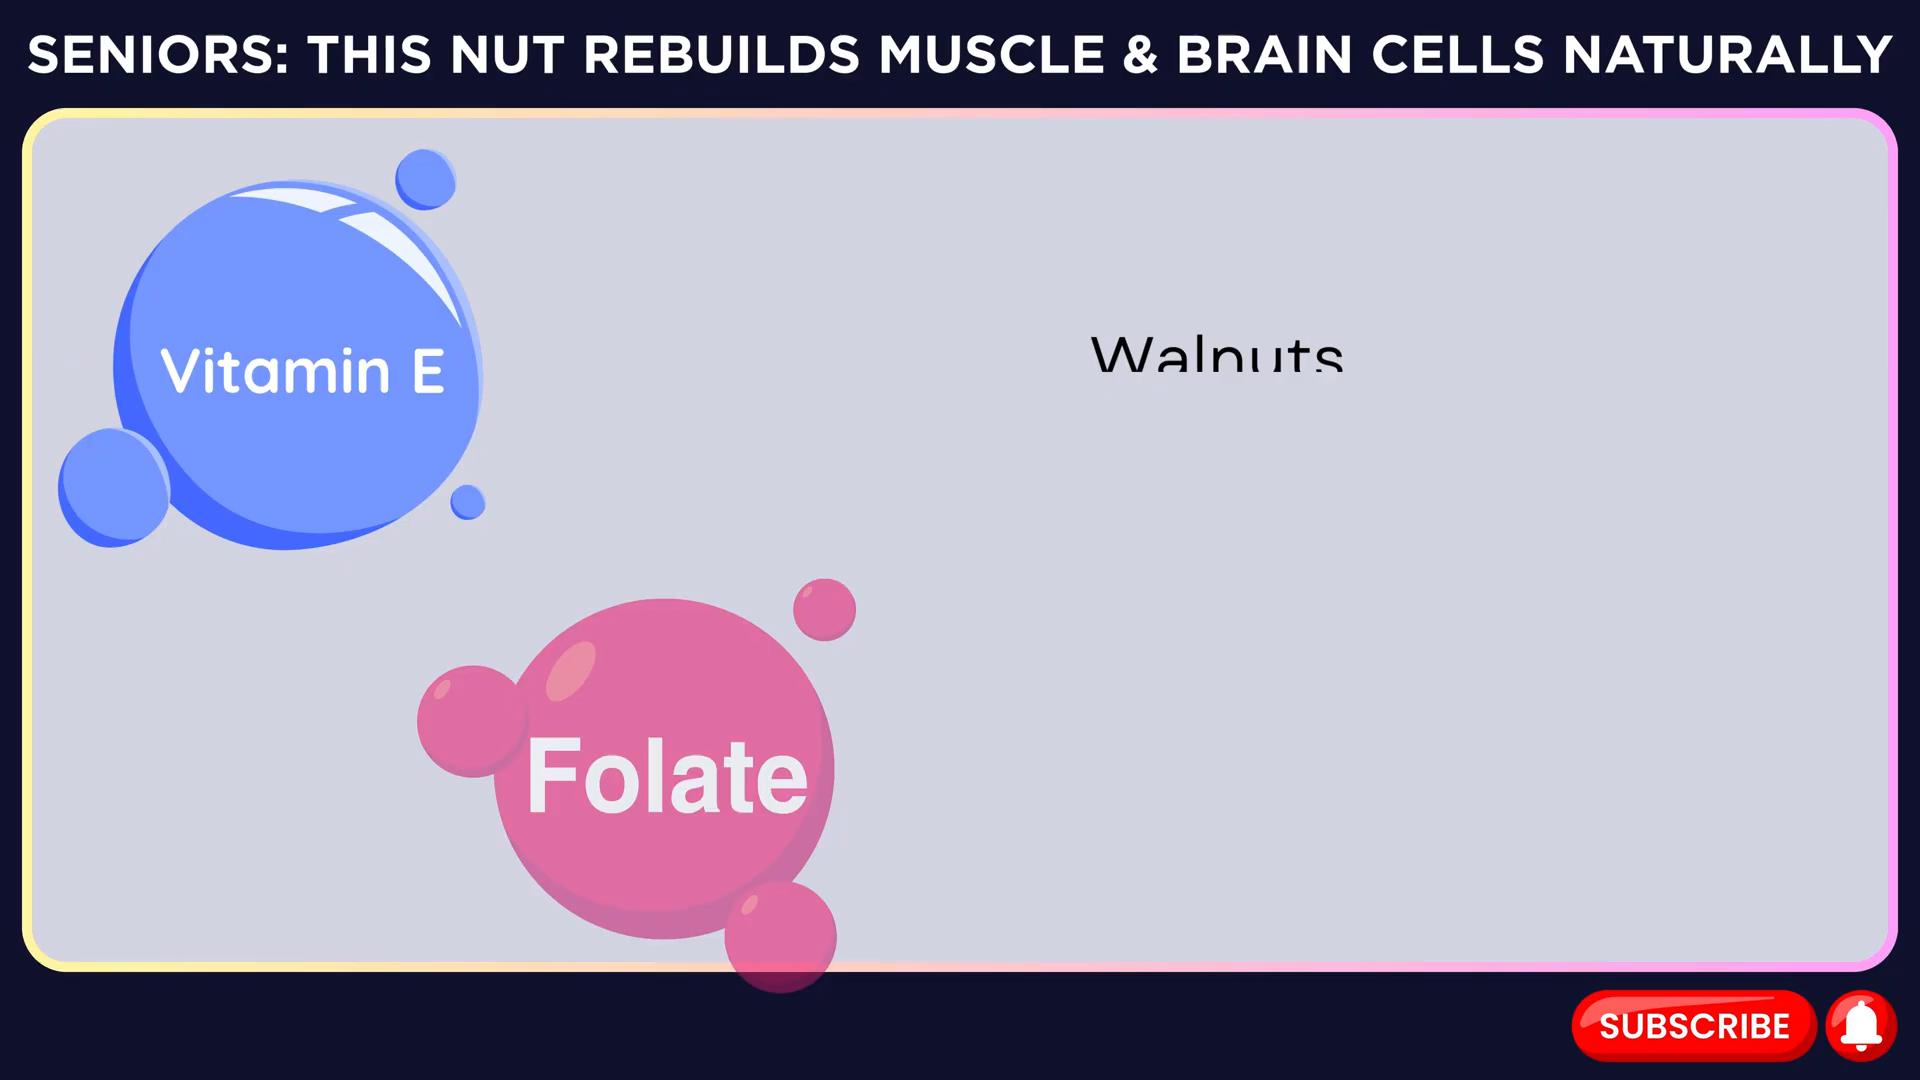 SENIORS: THIS NUT REBUILDS MUSCLE & BRAIN CELLS NATURALLY
Vitamin E
Walnuts
Folate
SUBSCRIBE